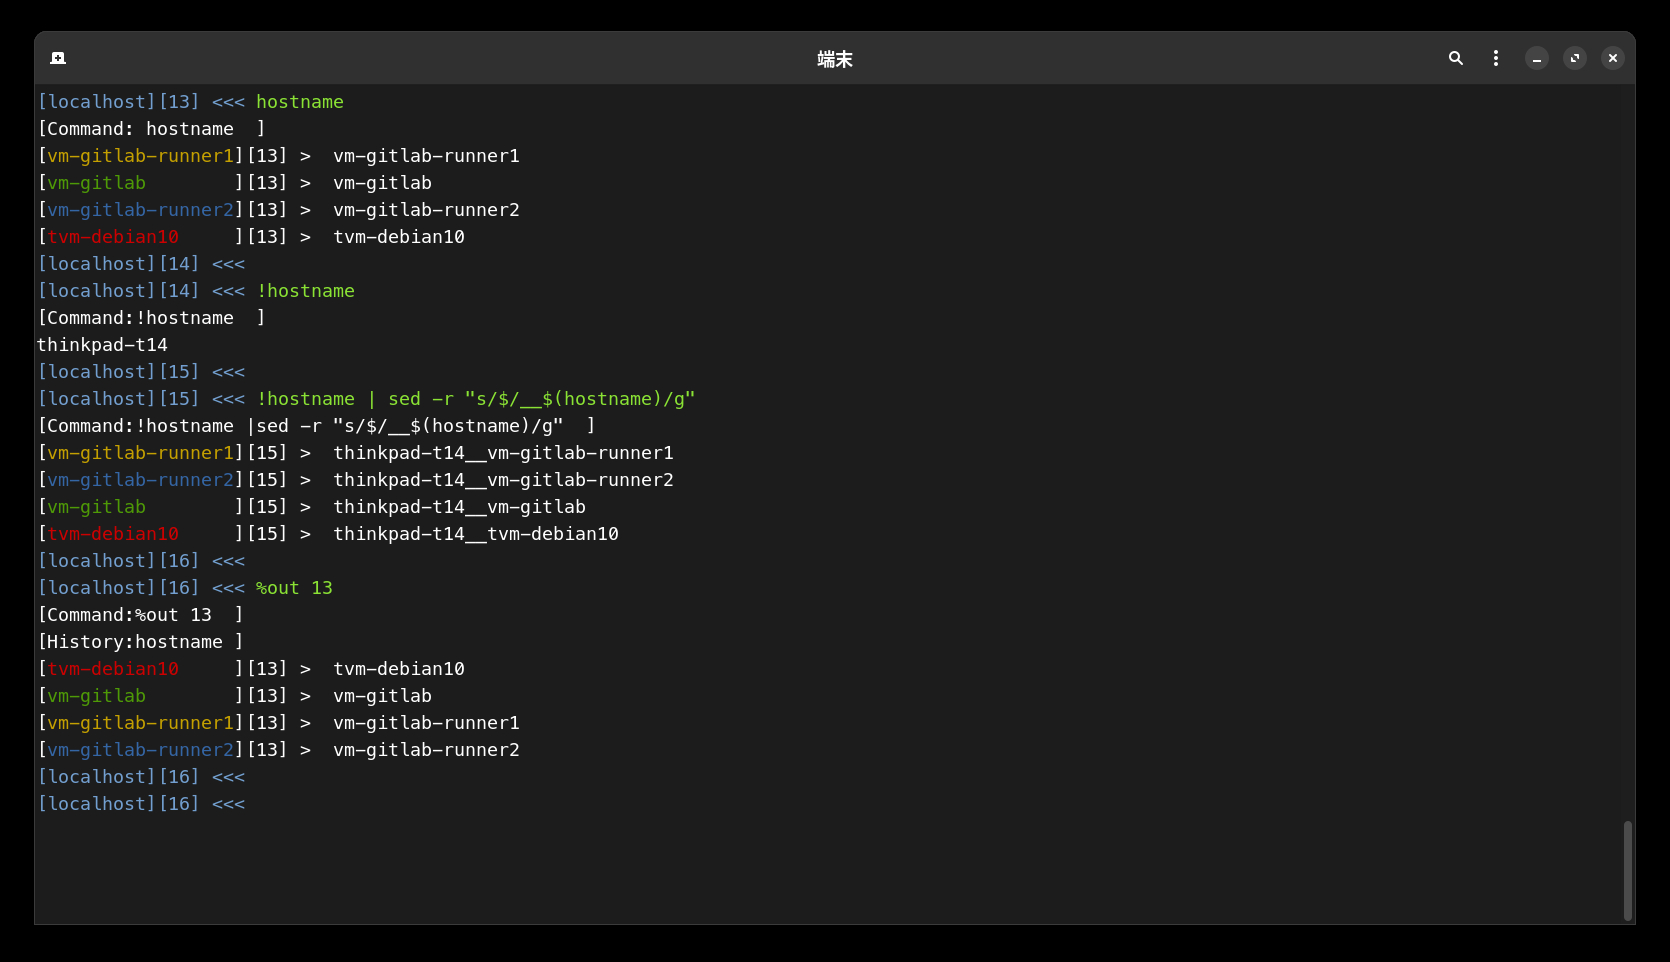 端末
[localhost][13] <<< hostname
[Command: hostname  ]
[vm-gitlab-runner1][13] >  vm-gitlab-runner1
[vm-gitlab        ][13] >  vm-gitlab
[vm-gitlab-runner2][13] >  vm-gitlab-runner2
[tvm-debian10     ][13] >  tvm-debian10
[localhost][14] <<<
[localhost][14] <<< !hostname
[Command:!hostname  ]
thinkpad-t14
[localhost][15] <<<
[localhost][15] <<< !hostname | sed -r "s/$/__$(hostname)/g"
[Command:!hostname |sed -r "s/$/__$(hostname)/g"  ]
[vm-gitlab-runner1][15] >  thinkpad-t14__vm-gitlab-runner1
[vm-gitlab-runner2][15] >  thinkpad-t14__vm-gitlab-runner2
[vm-gitlab        ][15] >  thinkpad-t14__vm-gitlab
[tvm-debian10     ][15] >  thinkpad-t14__tvm-debian10
[localhost][16] <<<
[localhost][16] <<< %out 13
[Command:%out 13  ]
[History:hostname ]
[tvm-debian10     ][13] >  tvm-debian10
[vm-gitlab        ][13] >  vm-gitlab
[vm-gitlab-runner1][13] >  vm-gitlab-runner1
[vm-gitlab-runner2][13] >  vm-gitlab-runner2
[localhost][16] <<<
[localhost][16] <<<